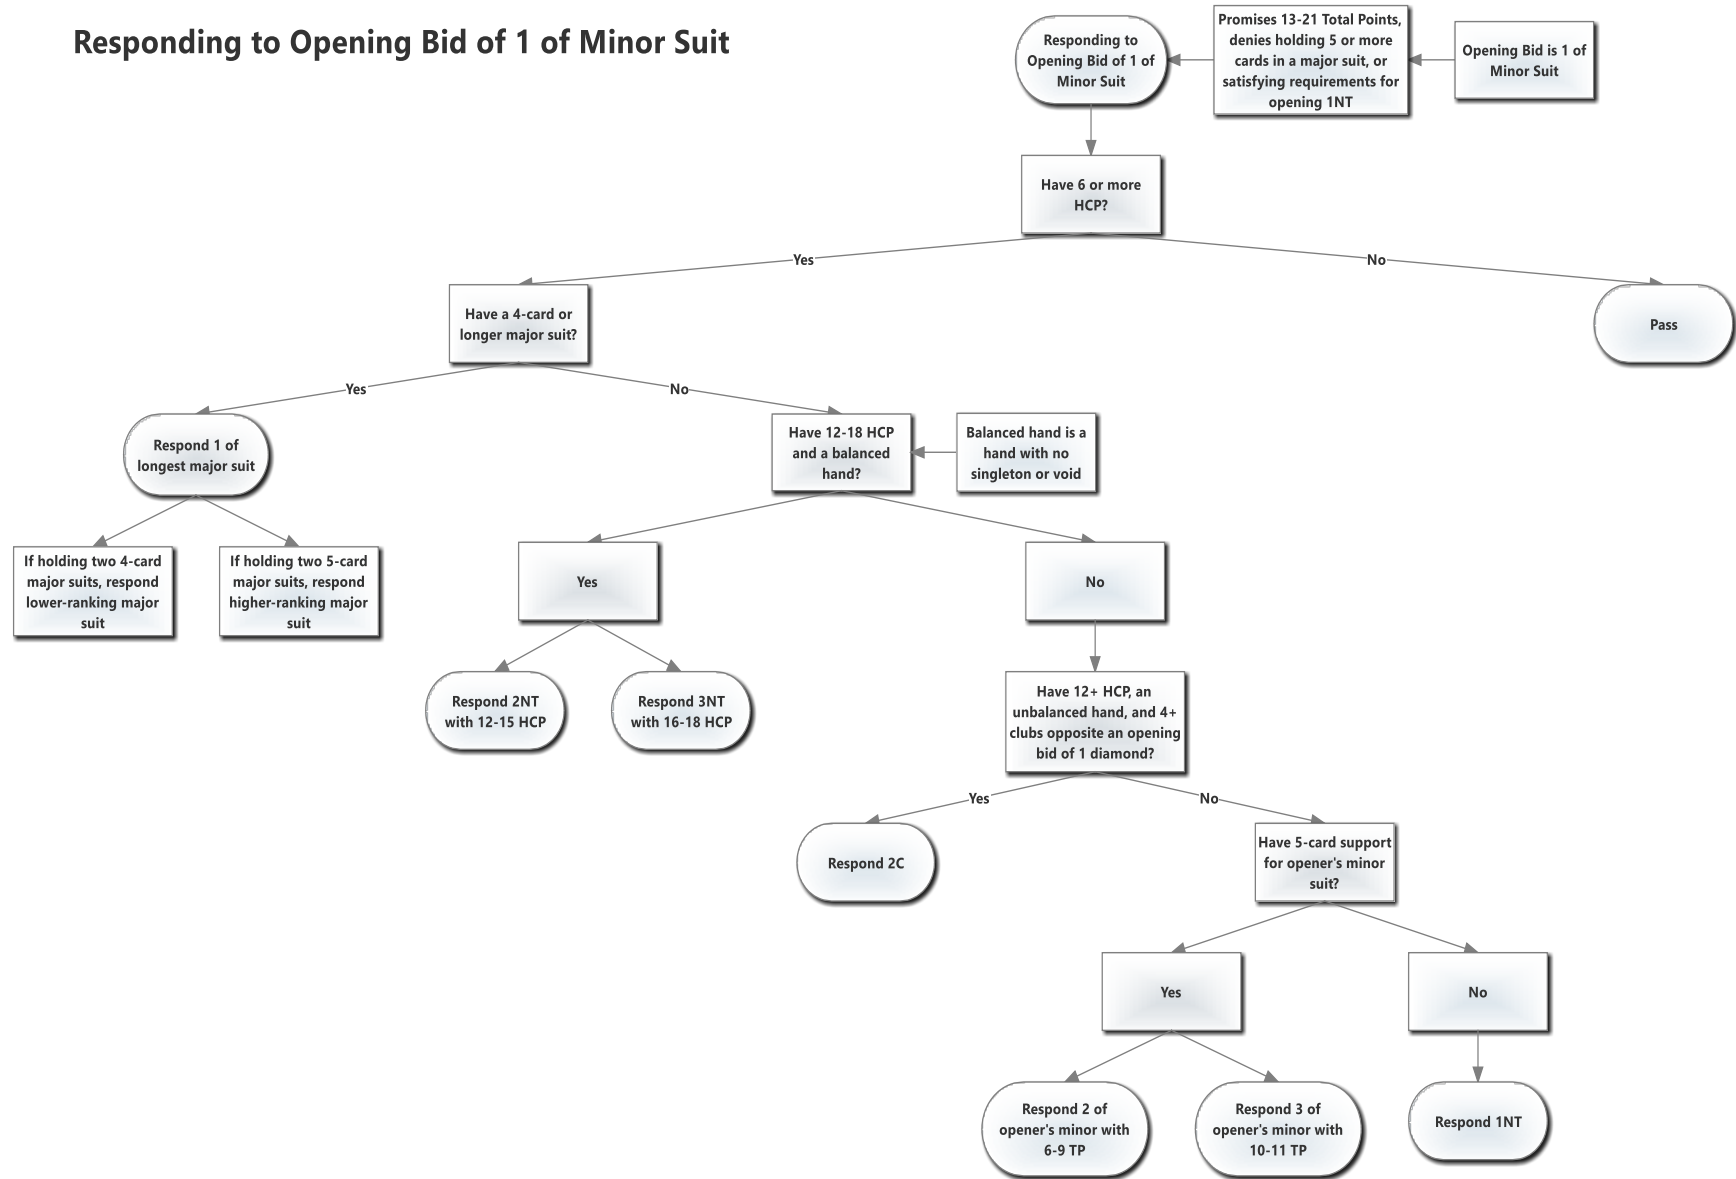 Responding to Opening Bid of 1 of Minor Suit
Responding to
Opening Bid of 1 of
Minor Suit
Promises 13-21 Total Points,
denies holding 5 or more
cards in a major suit, or
satisfying requirements for
opening 1NT
Opening Bid is 1 of
Minor Suit
Have 6 or more
HCP?
Yes
No
Have a 4-card or
longer major suit?
Pass
Yes
No
Respond 1 of
longest major suit
Have 12-18 HCP
and a balanced
hand?
Balanced hand is a
hand with no
singleton or void
If holding two 4-card
major suits, respond
lower-ranking major
suit
If holding two 5-card
major suits, respond
higher-ranking major
suit
Yes
No
Respond 2NT
with 12-15 HCP
Respond 3NT
with 16-18 HCP
Have 12+ HCP, an
unbalanced hand, and 4+
clubs opposite an opening
bid of 1 diamond?
Yes
No
Respond 2C
Have 5-card support
for opener's minor
suit?
Yes
No
Respond 2 of
opener's minor with
6-9 TP
Respond 3 of
opener's minor with
10-11 TP
Respond 1NT